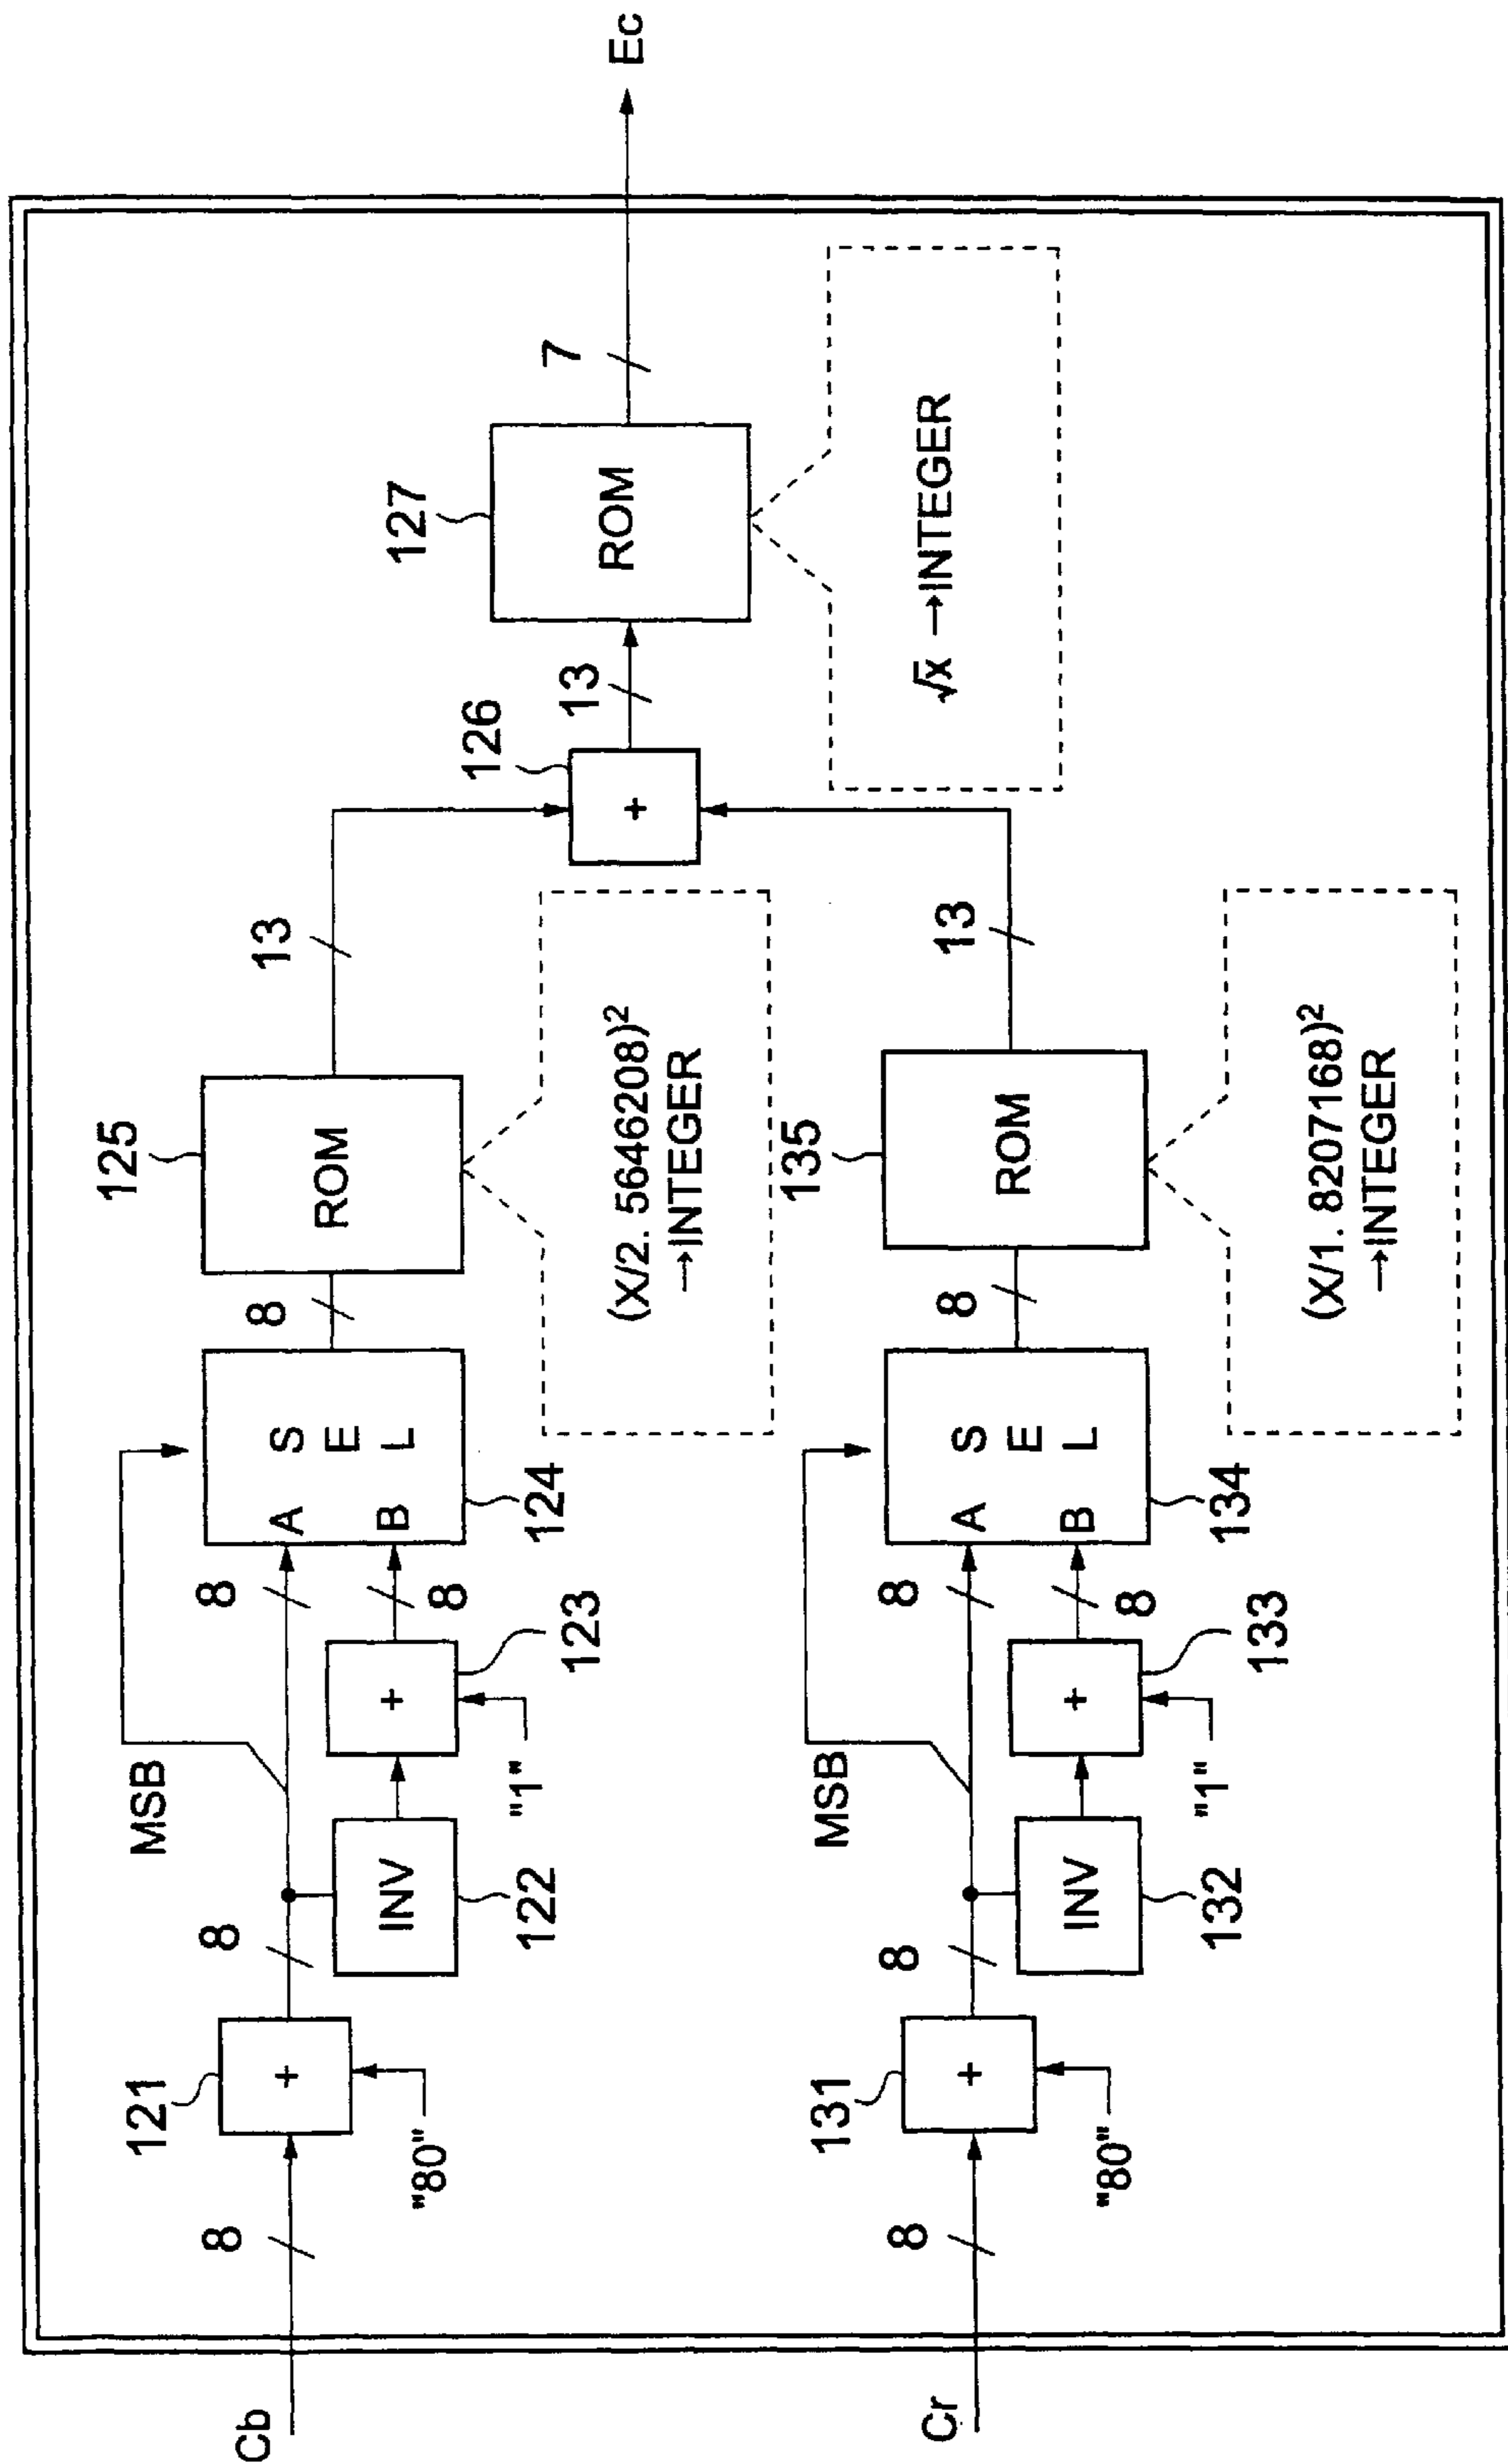 Cb
8
"80"
121
+
8
MSB
INV
122
"1"
+
123
8
8
A
B
SEL
124
8
125
ROM
(X/2. 5646208)²
→INTEGER
13
126
+
13
127
ROM
√x →INTEGER
7
Ec
Cr
8
"80"
131
+
8
MSB
INV
132
"1"
+
133
8
8
A
B
SEL
134
8
135
ROM
(X/1. 8207168)²
→INTEGER
13